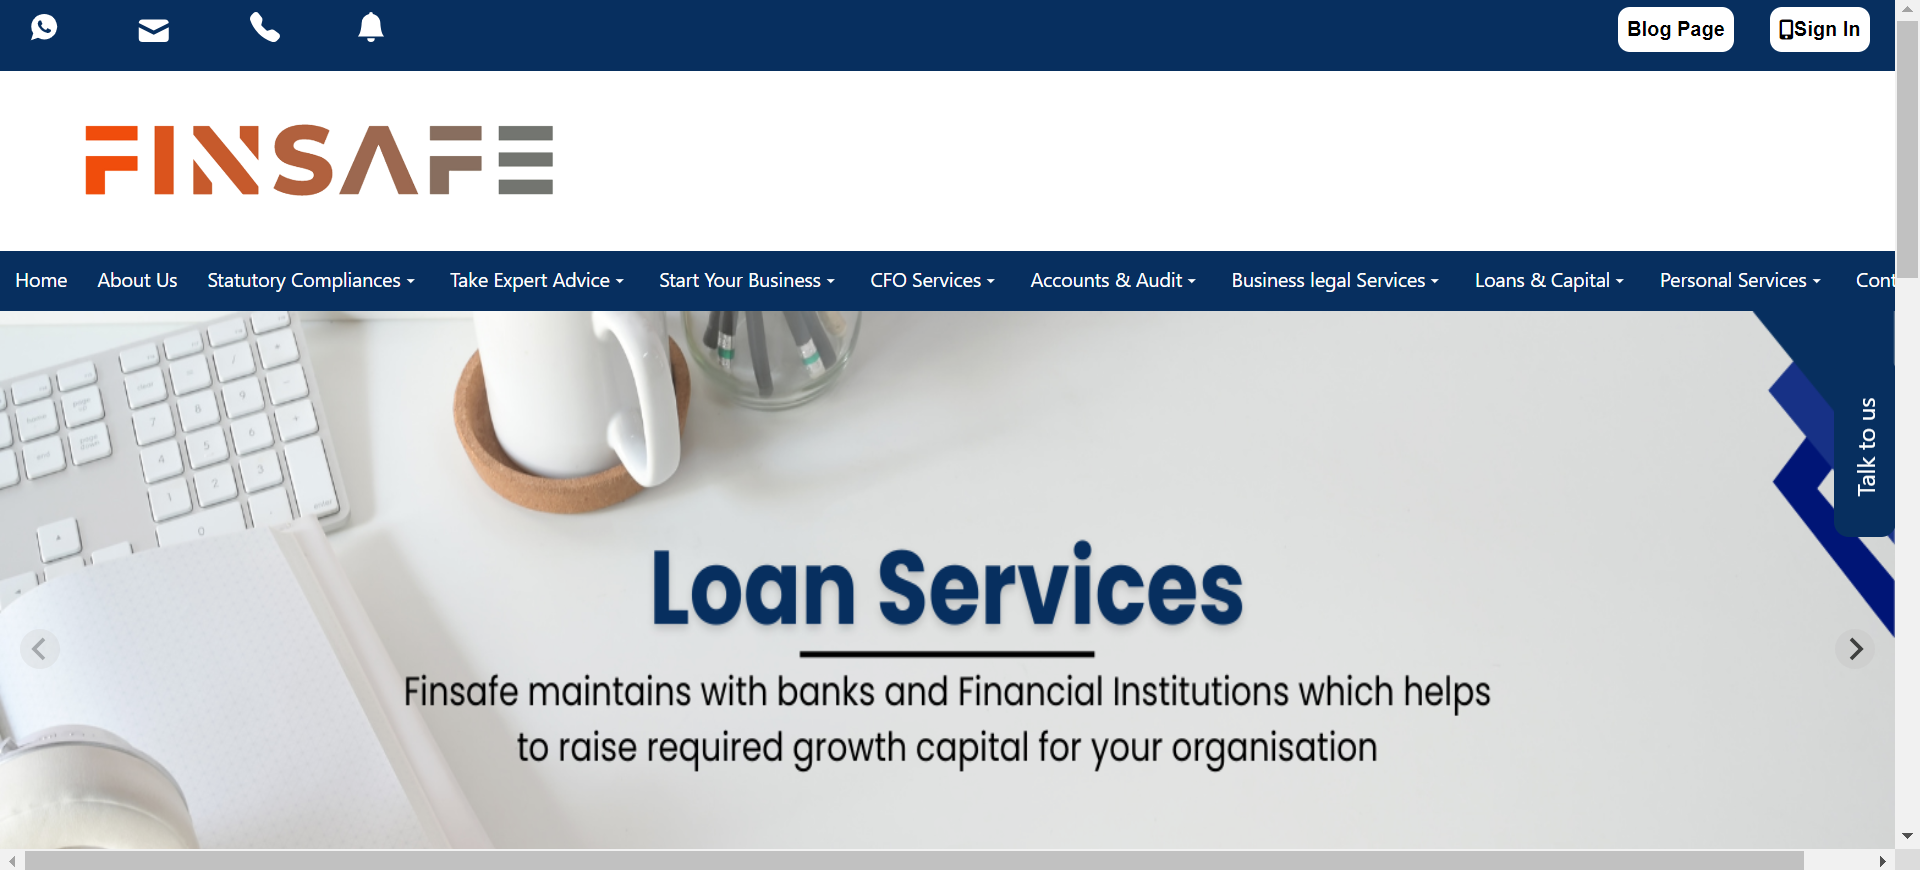 Blog Page
Sign In
FINSAFE
Home About Us Statutory Compliances Take Expert Advice Start Your Business CFO Services Accounts & Audit Business legal Services Loans & Capital Personal Services Cont
Talk to us
Loan Services
Finsafe maintains with banks and Financial Institutions which helps
to raise required growth capital for your organisation